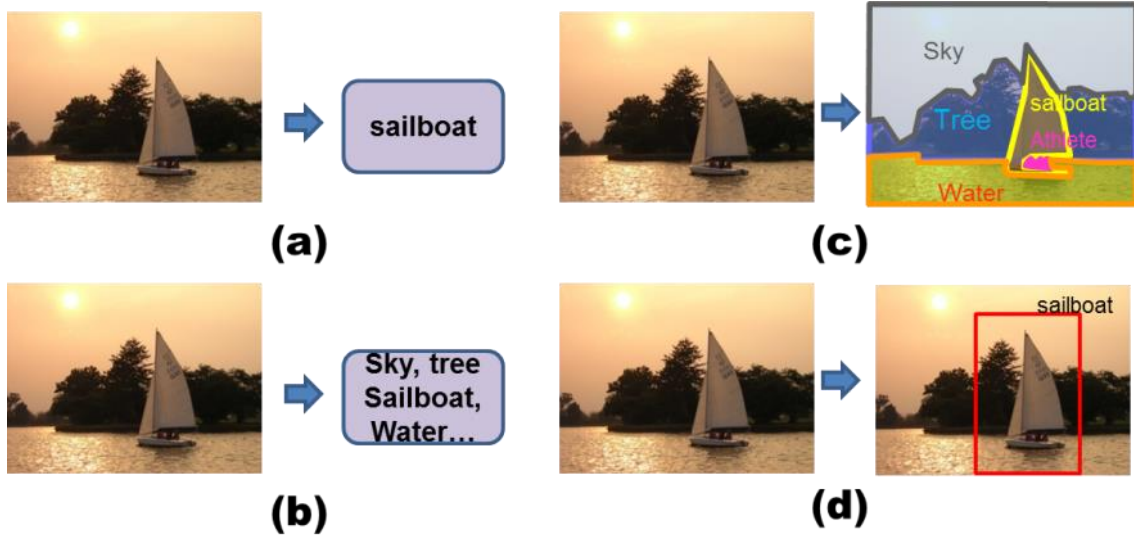 sailboat
(a)
Sky
sailboat
Tree
Athlete
Water
(c)
Sky, tree
Sailboat,
Water...
(b)
sailboat
(d)